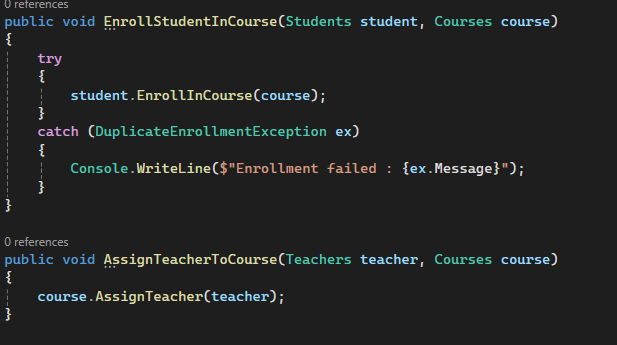 0 references
public void EnrollStudentInCourse(Students student, Courses course)
{
    try
    {
        student.EnrollInCourse(course);
    }
    catch (DuplicateEnrollmentException ex)
    {
        Console.WriteLine($"Enrollment failed : {ex.Message}");
    }
}
0 references
public void AssignTeacherToCourse(Teachers teacher, Courses course)
{
    course.AssignTeacher(teacher);
}